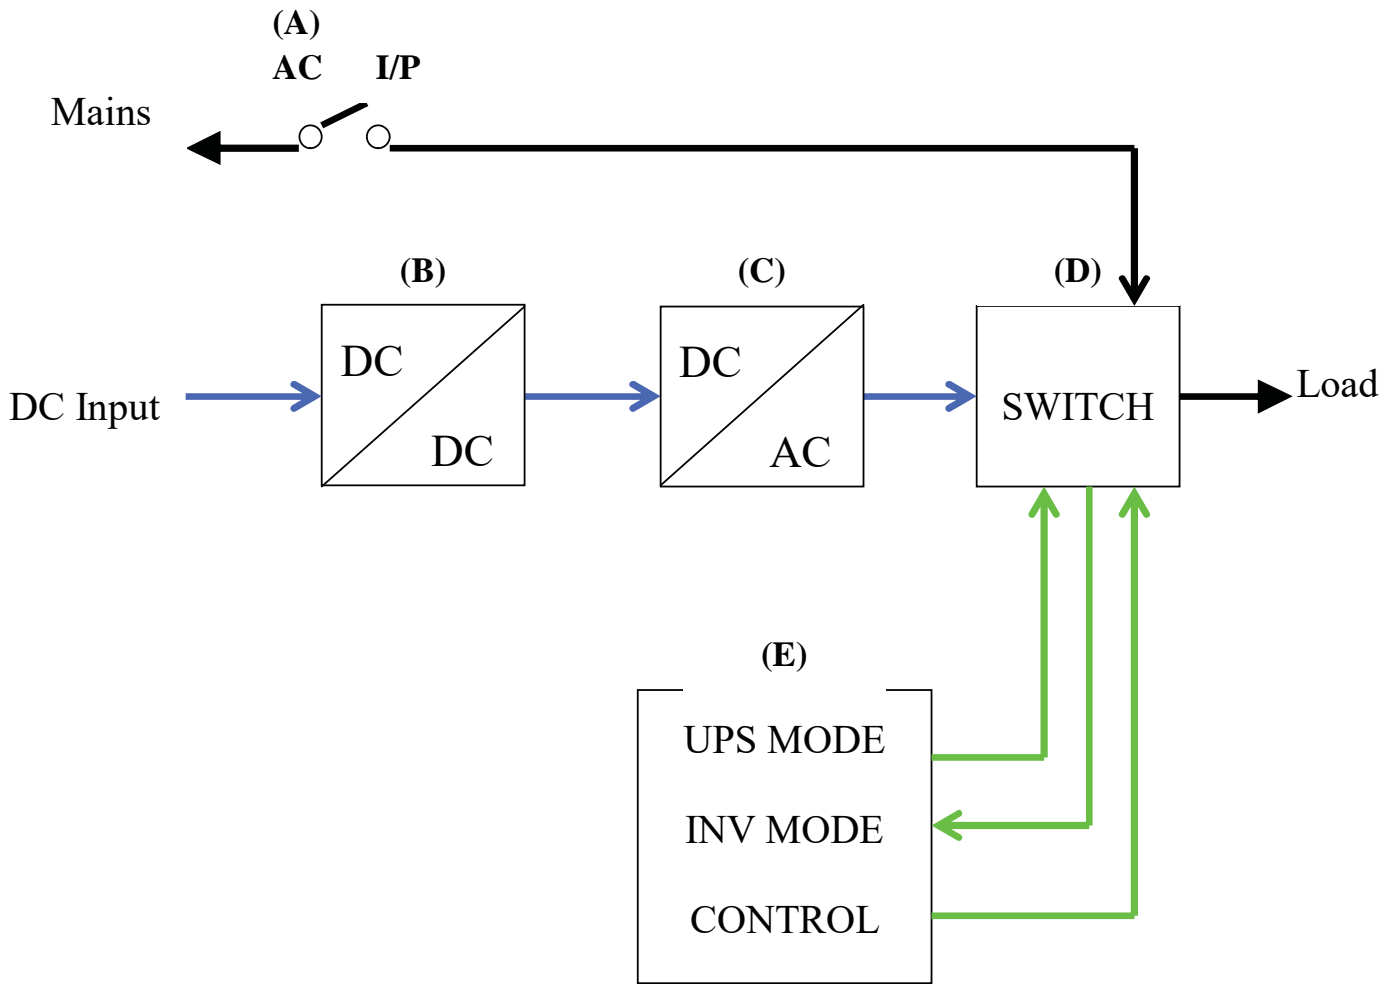 (A)
AC I/P
Mains
(B)
(C)
(D)
DC
DC
DC
AC
SWITCH
DC Input
Load
(E)
UPS MODE
INV MODE
CONTROL